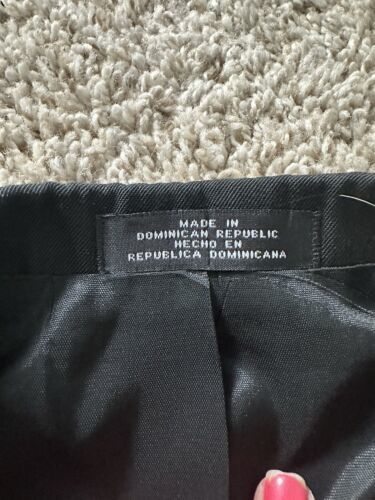 MADE IN
DOMINICAN REPUBLIC
HECHO EN
REPUBLICA DOMINICANA